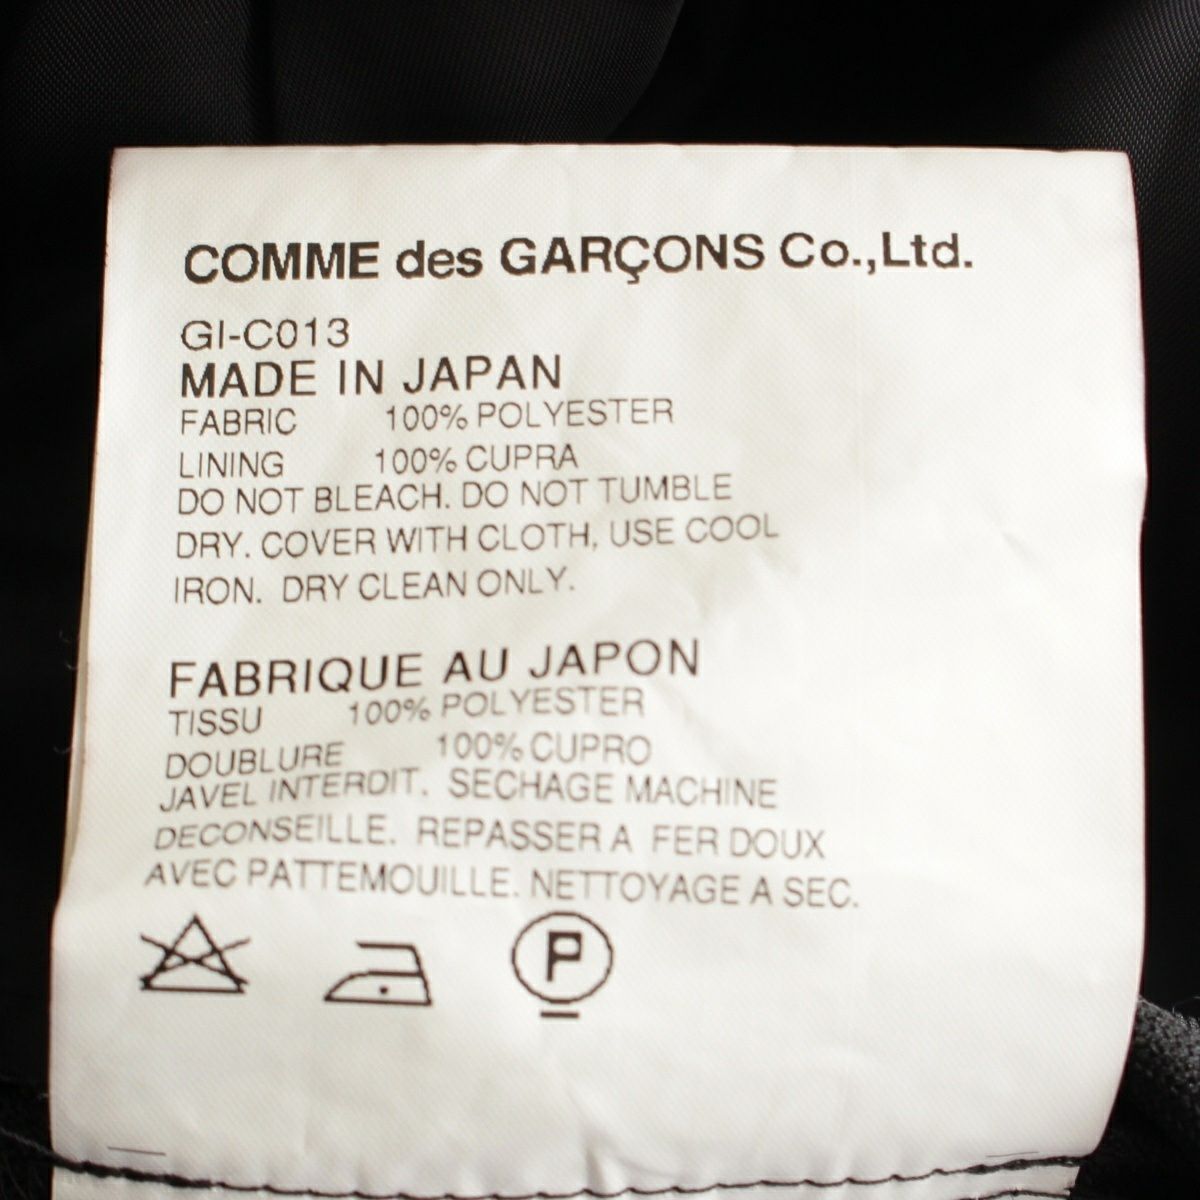 COMME des GARÇONS Co.,Ltd.
GI-C013
MADE IN JAPAN
FABRIC 100% POLYESTER
LINING 100% CUPRA
DO NOT BLEACH. DO NOT TUMBLE
DRY. COVER WITH CLOTH, USE COOL
IRON. DRY CLEAN ONLY.
FABRIQUE AU JAPON
TISSU 100% POLYESTER
DOUBLURE 100% CUPRO
JAVEL INTERDIT. SECHAGE MACHINE
DECONSEILLE. REPASSER A FER DOUX
AVEC PATTEMOUILLE. NETTOYAGE A SEC.
P